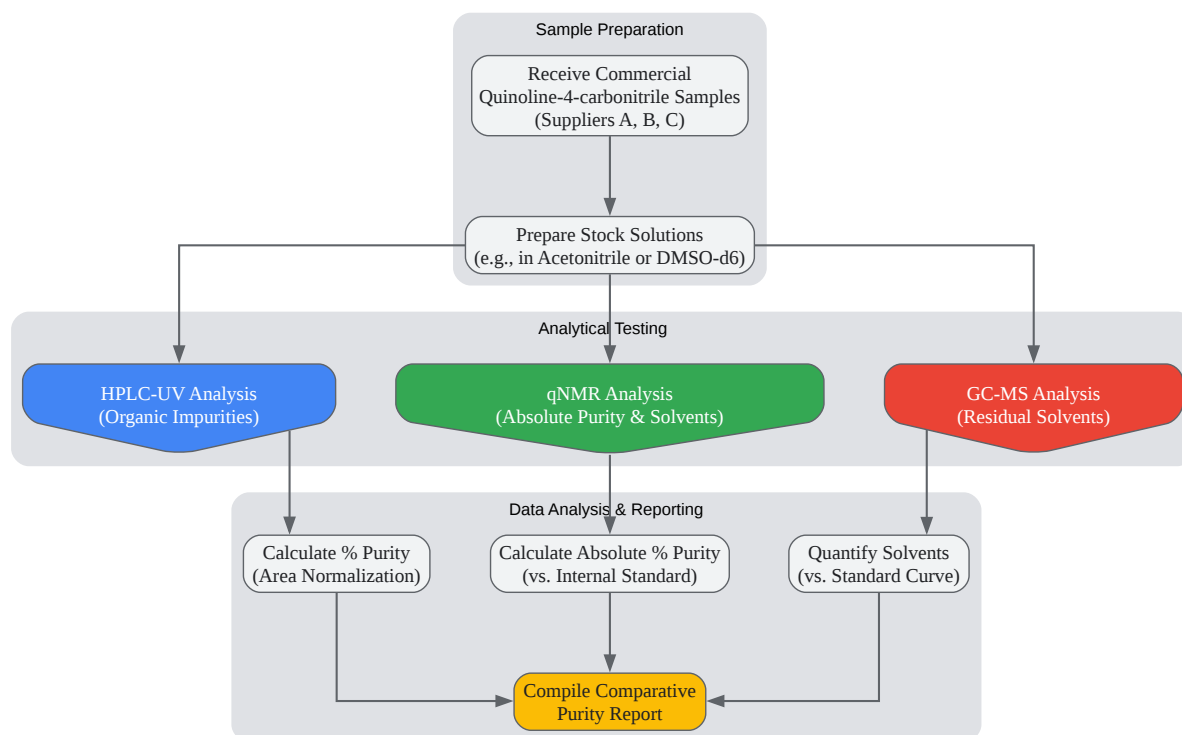 Sample Preparation
Receive Commercial
Quinoline-4-carbonitrile Samples
(Suppliers A, B, C)
Prepare Stock Solutions
(e.g., in Acetonitrile or DMSO-d6)
Analytical Testing
HPLC-UV Analysis
(Organic Impurities)
qNMR Analysis
(Absolute Purity & Solvents)
GC-MS Analysis
(Residual Solvents)
Data Analysis & Reporting
Calculate % Purity
(Area Normalization)
Calculate Absolute % Purity
(vs. Internal Standard)
Quantify Solvents
(vs. Standard Curve)
Compile Comparative
Purity Report